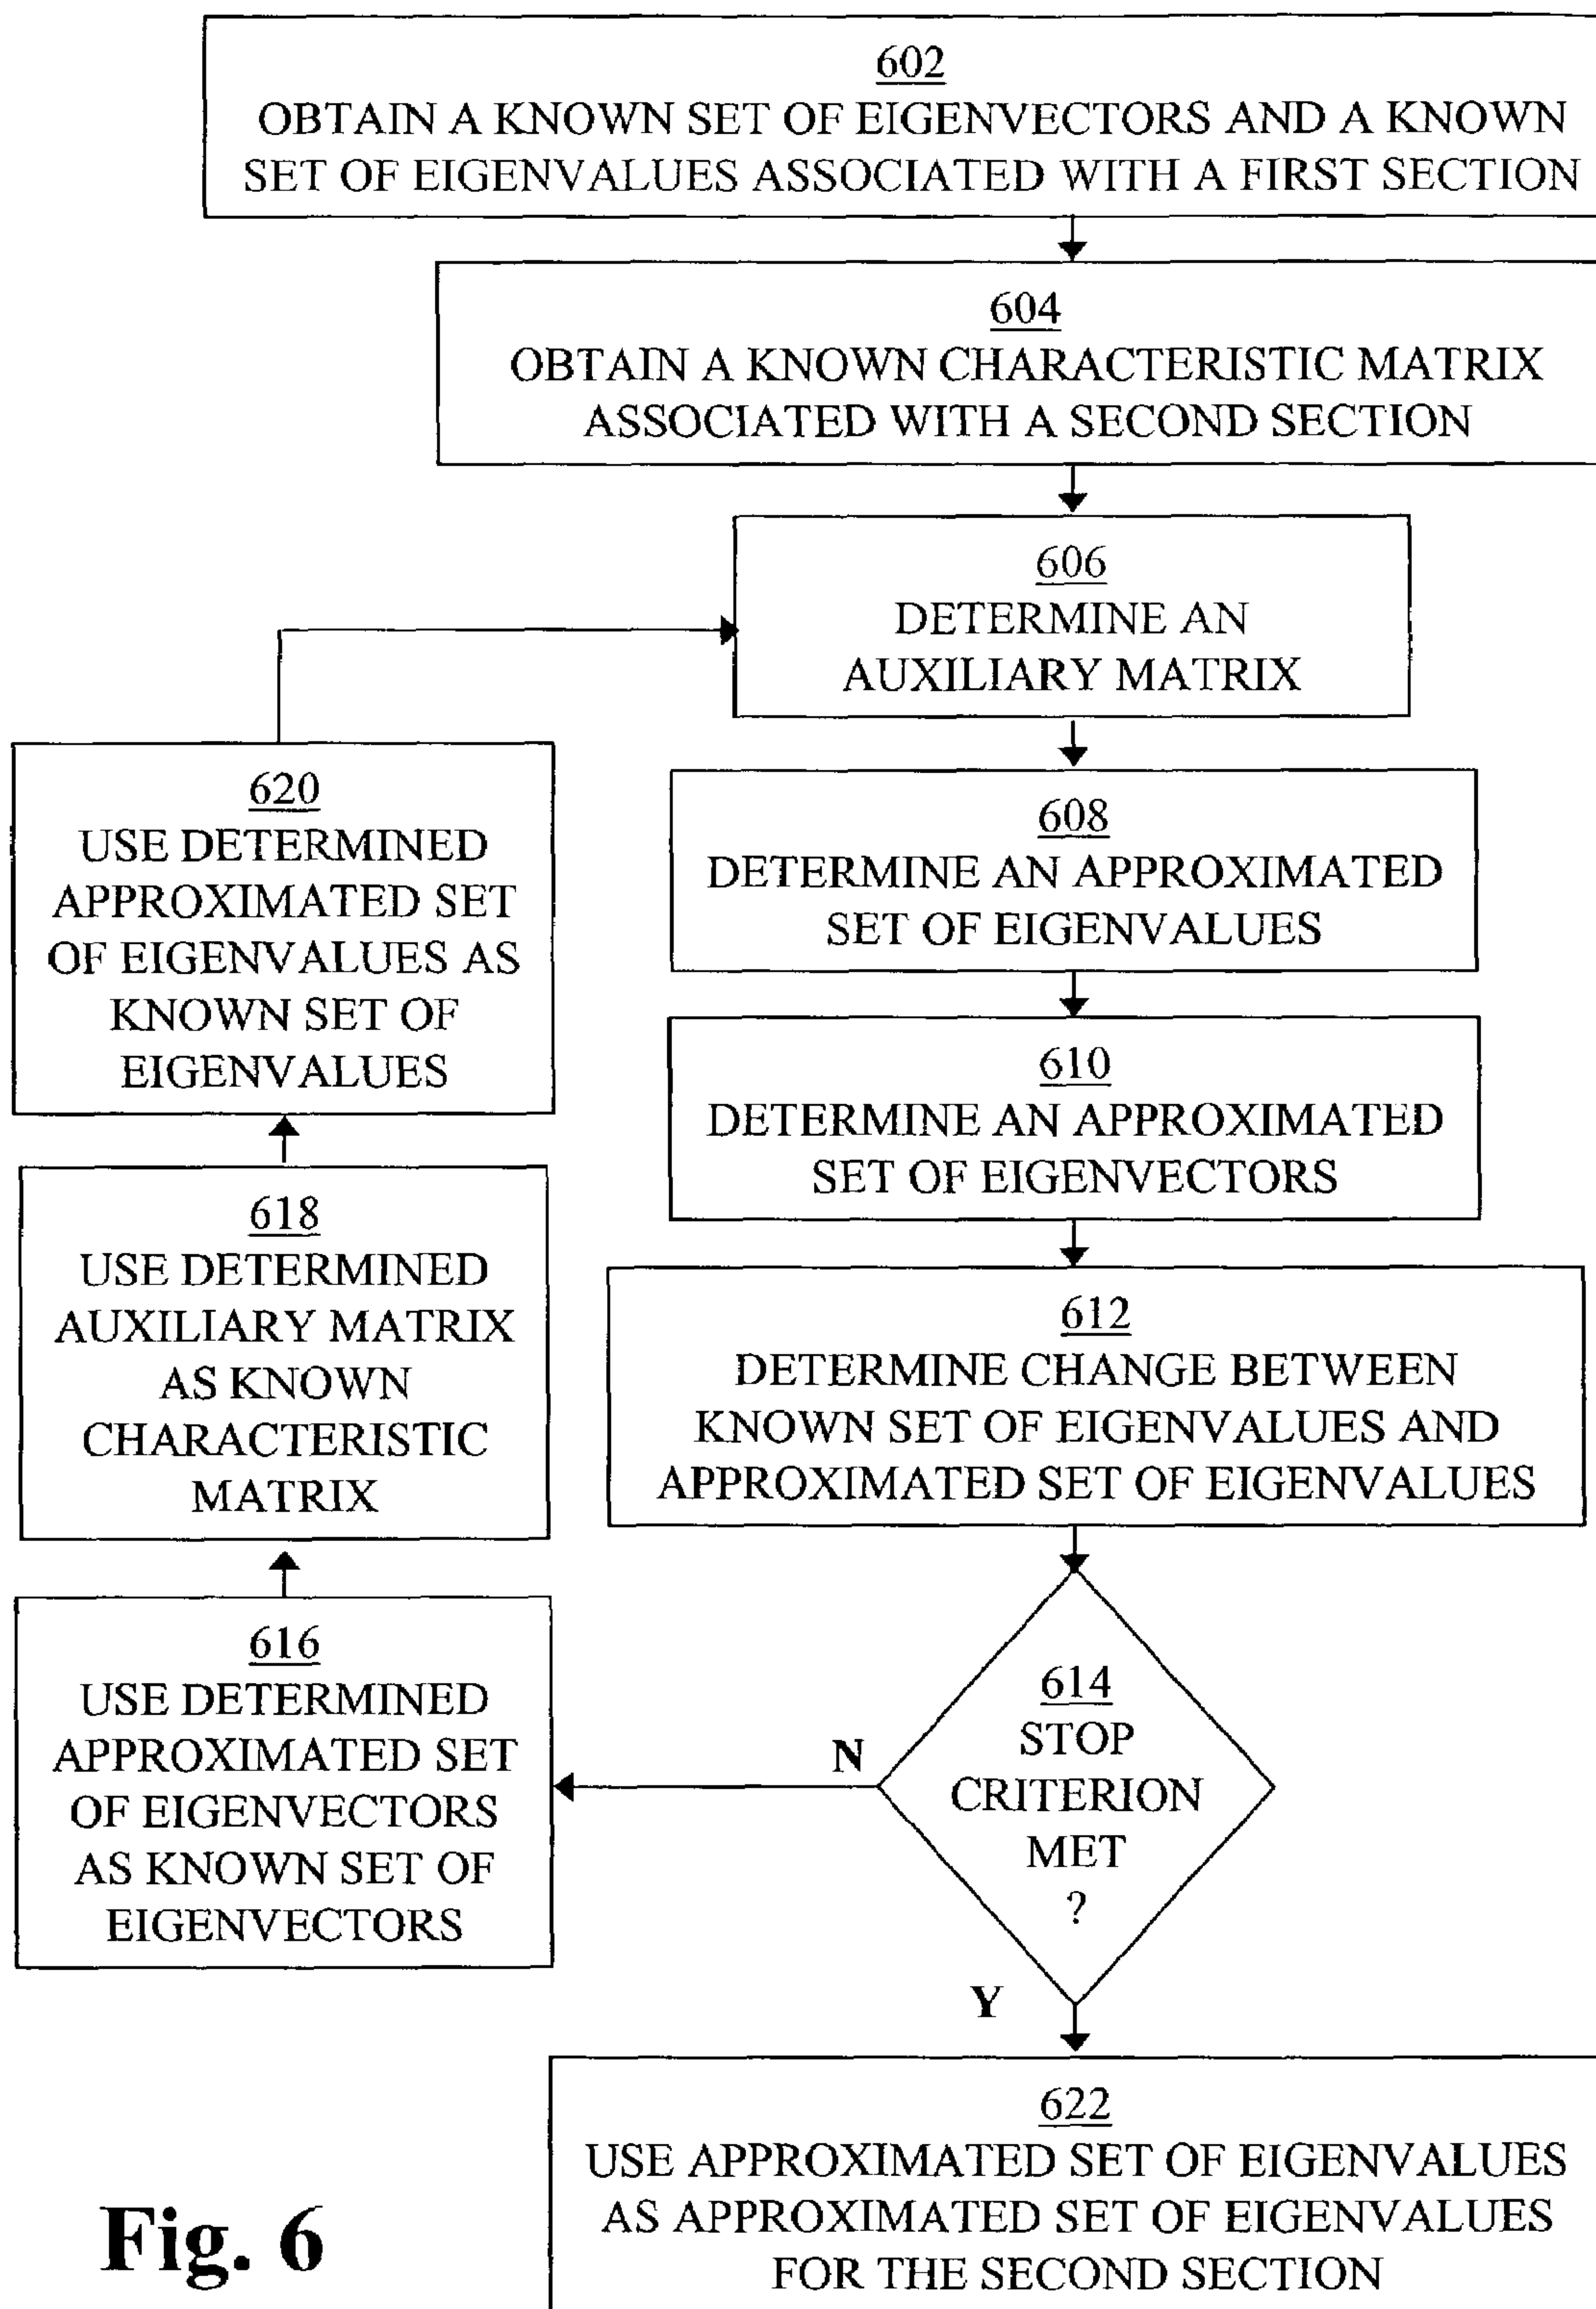 602
OBTAIN A KNOWN SET OF EIGENVECTORS AND A KNOWN
SET OF EIGENVALUES ASSOCIATED WITH A FIRST SECTION
604
OBTAIN A KNOWN CHARACTERISTIC MATRIX
ASSOCIATED WITH A SECOND SECTION
606
DETERMINE AN
AUXILIARY MATRIX
608
DETERMINE AN APPROXIMATED
SET OF EIGENVALUES
610
DETERMINE AN APPROXIMATED
SET OF EIGENVECTORS
612
DETERMINE CHANGE BETWEEN
KNOWN SET OF EIGENVALUES AND
APPROXIMATED SET OF EIGENVALUES
614
STOP
CRITERION
MET
?
N
616
USE DETERMINED
APPROXIMATED SET
OF EIGENVECTORS
AS KNOWN SET OF
EIGENVECTORS
618
USE DETERMINED
AUXILIARY MATRIX
AS KNOWN
CHARACTERISTIC
MATRIX
620
USE DETERMINED
APPROXIMATED SET
OF EIGENVALUES AS
KNOWN SET OF
EIGENVALUES
Y
622
USE APPROXIMATED SET OF EIGENVALUES
AS APPROXIMATED SET OF EIGENVALUES
FOR THE SECOND SECTION
Fig. 6